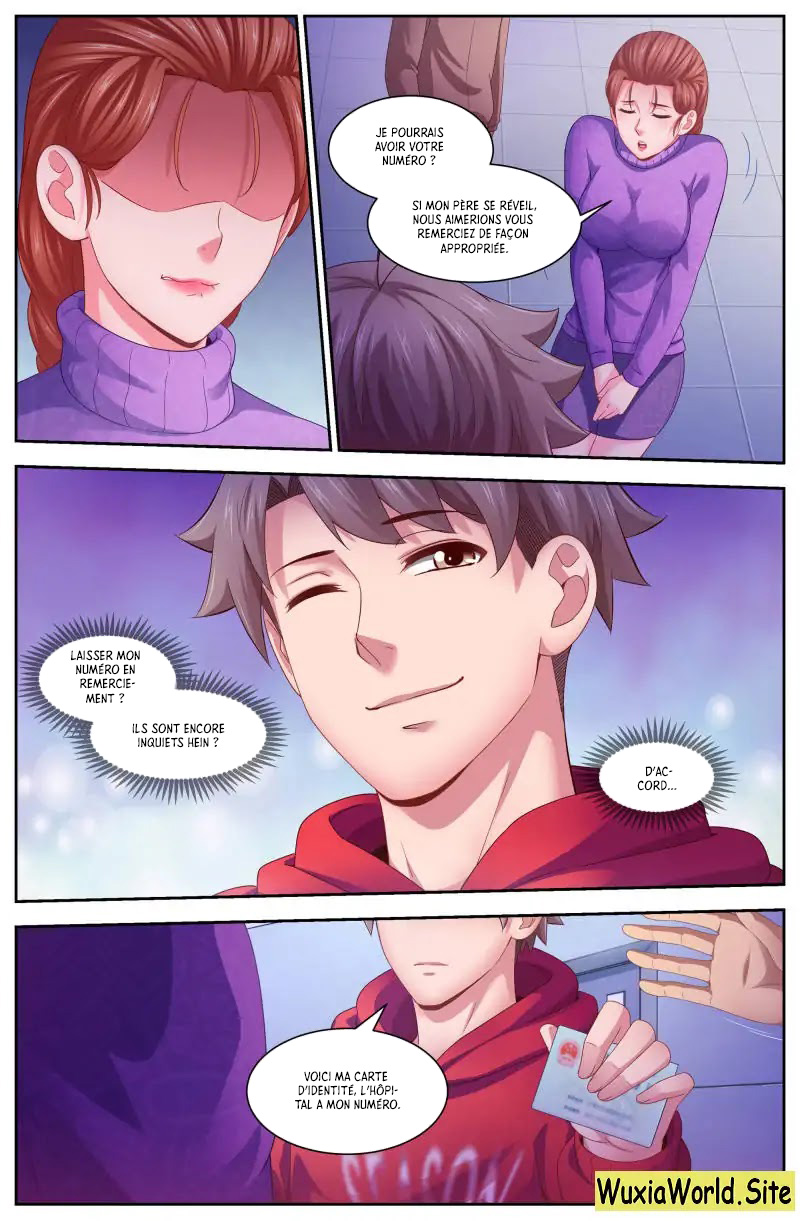 JE POURRAIS
AVOIR VOTRE
NUMÉRO ?
SI MON PÈRE SE RÉVEIL,
NOUS AIMERIONS VOUS
REMERCIEZ DE FAÇON
APPROPRIÉE.
LAISSER MON
NUMÉRO EN
REMERCIE-
MENT ?
ILS SONT ENCORE
INQUIETS HEIN ?
D'AC-
CORD...
VOICI MA CARTE
D'IDENTITÉ, L'HÔPI-
TAL A MON NUMÉRO.
SEASON
WuxiaWorld.Site